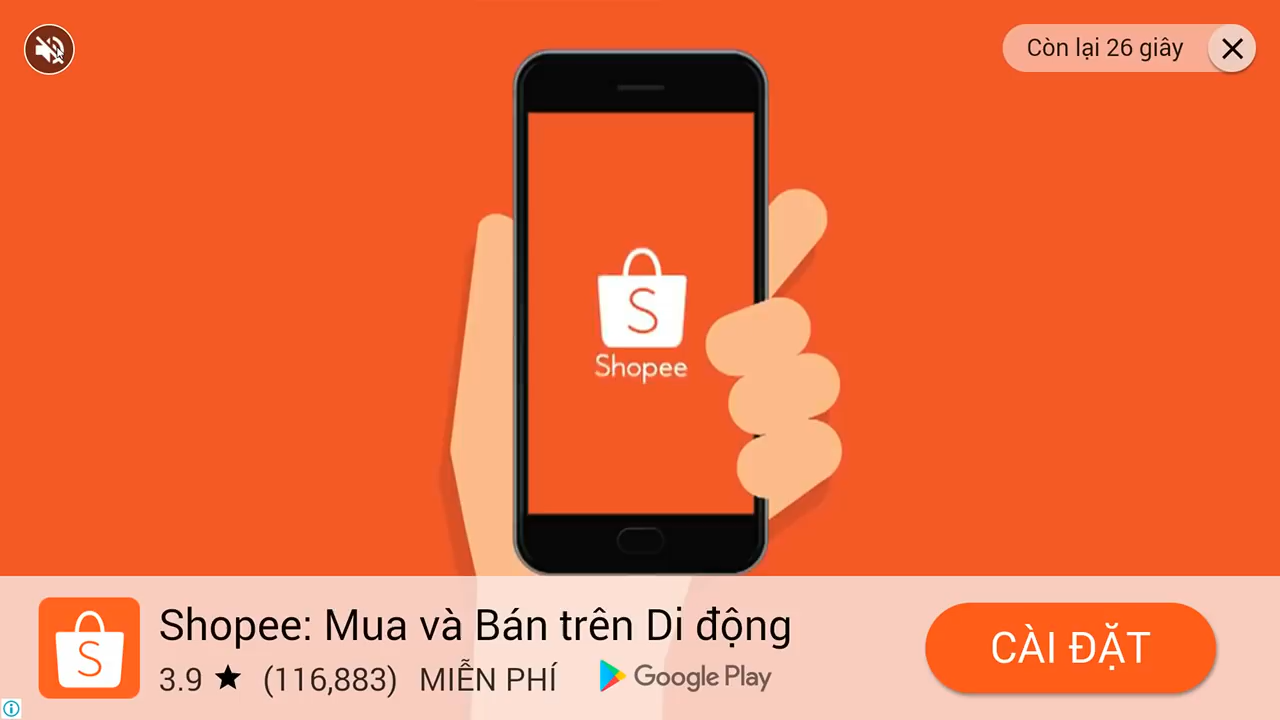 Còn lại 26 giây
S
Shopee
Shopee: Mua và Bán trên Di động
3.9 ★ (116,883) MIỄN PHÍ Google Play
CÀI ĐẶT
S